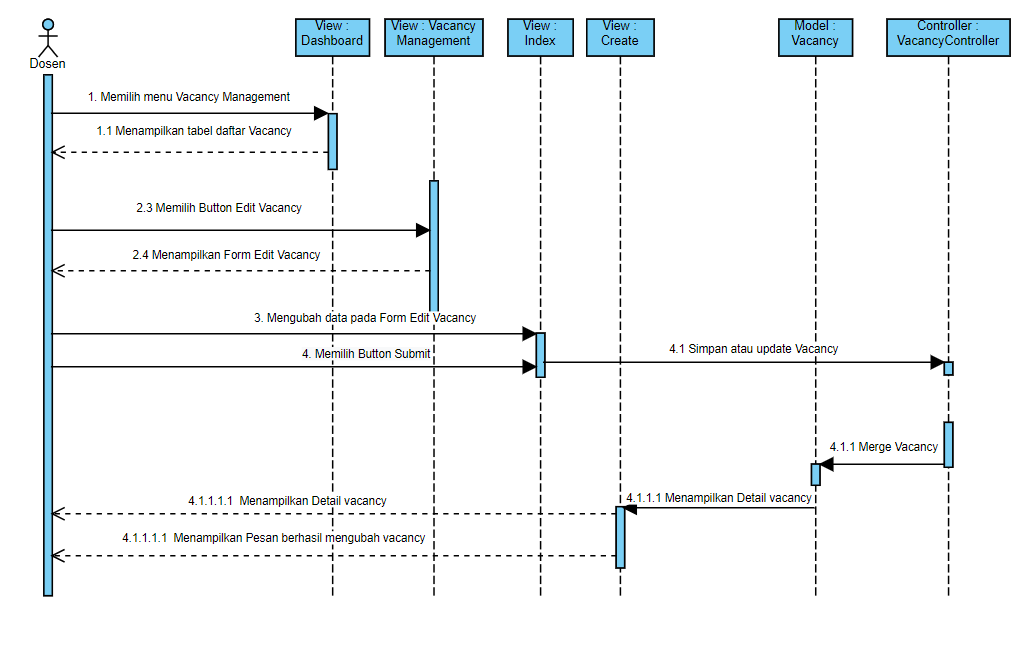 View :
Dashboard
View : Vacancy
Management
View :
Index
View :
Create
Model :
Vacancy
Controller :
VacancyController
Dosen
1. Memilih menu Vacancy Management
1.1 Menampilkan tabel daftar Vacancy
2.3 Memilih Button Edit Vacancy
2.4 Menampilkan Form Edit Vacancy
3. Mengubah data pada Form Edit Vacancy
4. Memilih Button Submit
4.1 Simpan atau update Vacancy
4.1.1 Merge Vacancy
4.1.1.1 Menampilkan Detail vacancy
4.1.1.1.1 Menampilkan Detail vacancy
4.1.1.1.1 Menampilkan Pesan berhasil mengubah vacancy